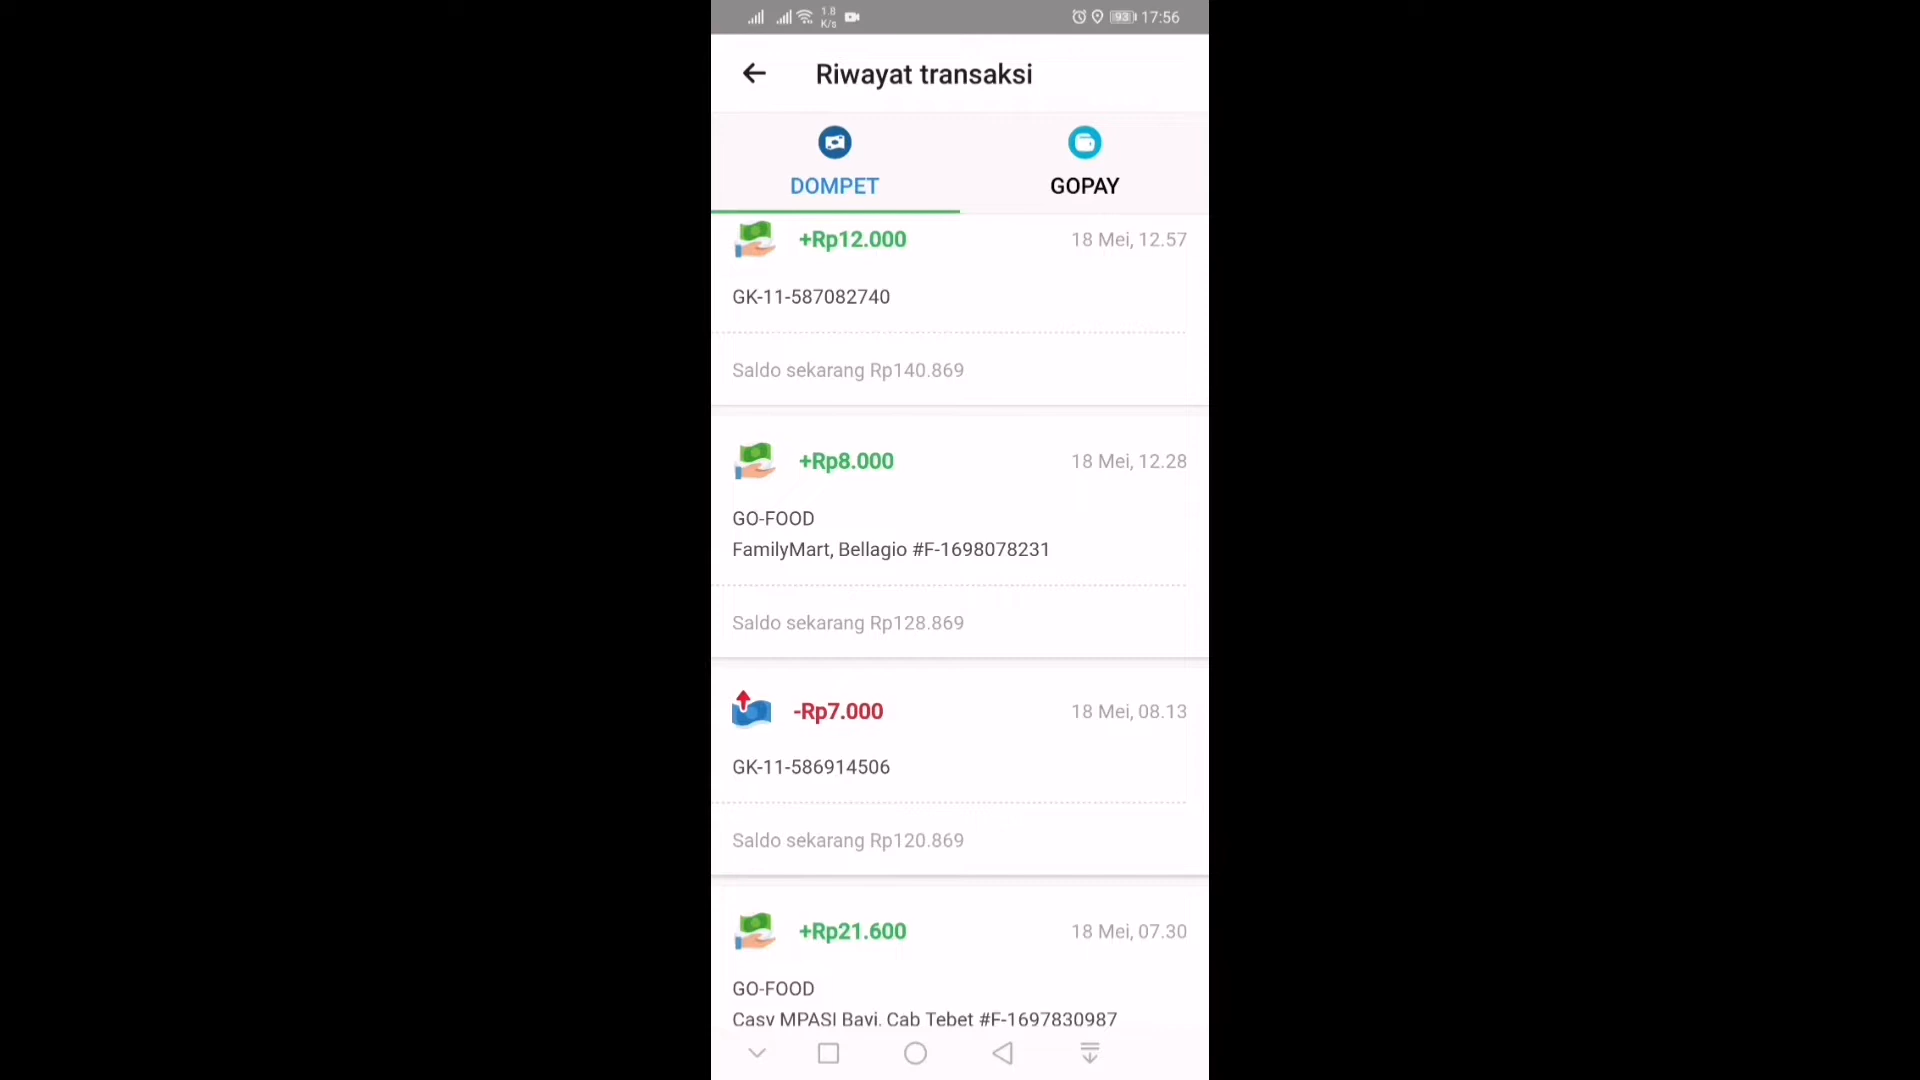 1.8
K/s
93
17:56
Riwayat transaksi
DOMPET
GOPAY
+Rp12.000
18 Mei, 12.57
GK-11-587082740
Saldo sekarang Rp140.869
+Rp8.000
18 Mei, 12.28
GO-FOOD
FamilyMart, Bellagio #F-1698078231
Saldo sekarang Rp128.869
-Rp7.000
18 Mei, 08.13
GK-11-586914506
Saldo sekarang Rp120.869
+Rp21.600
18 Mei, 07.30
GO-FOOD
Casy MPASI Bayi, Cab Tebet #F-1697830987